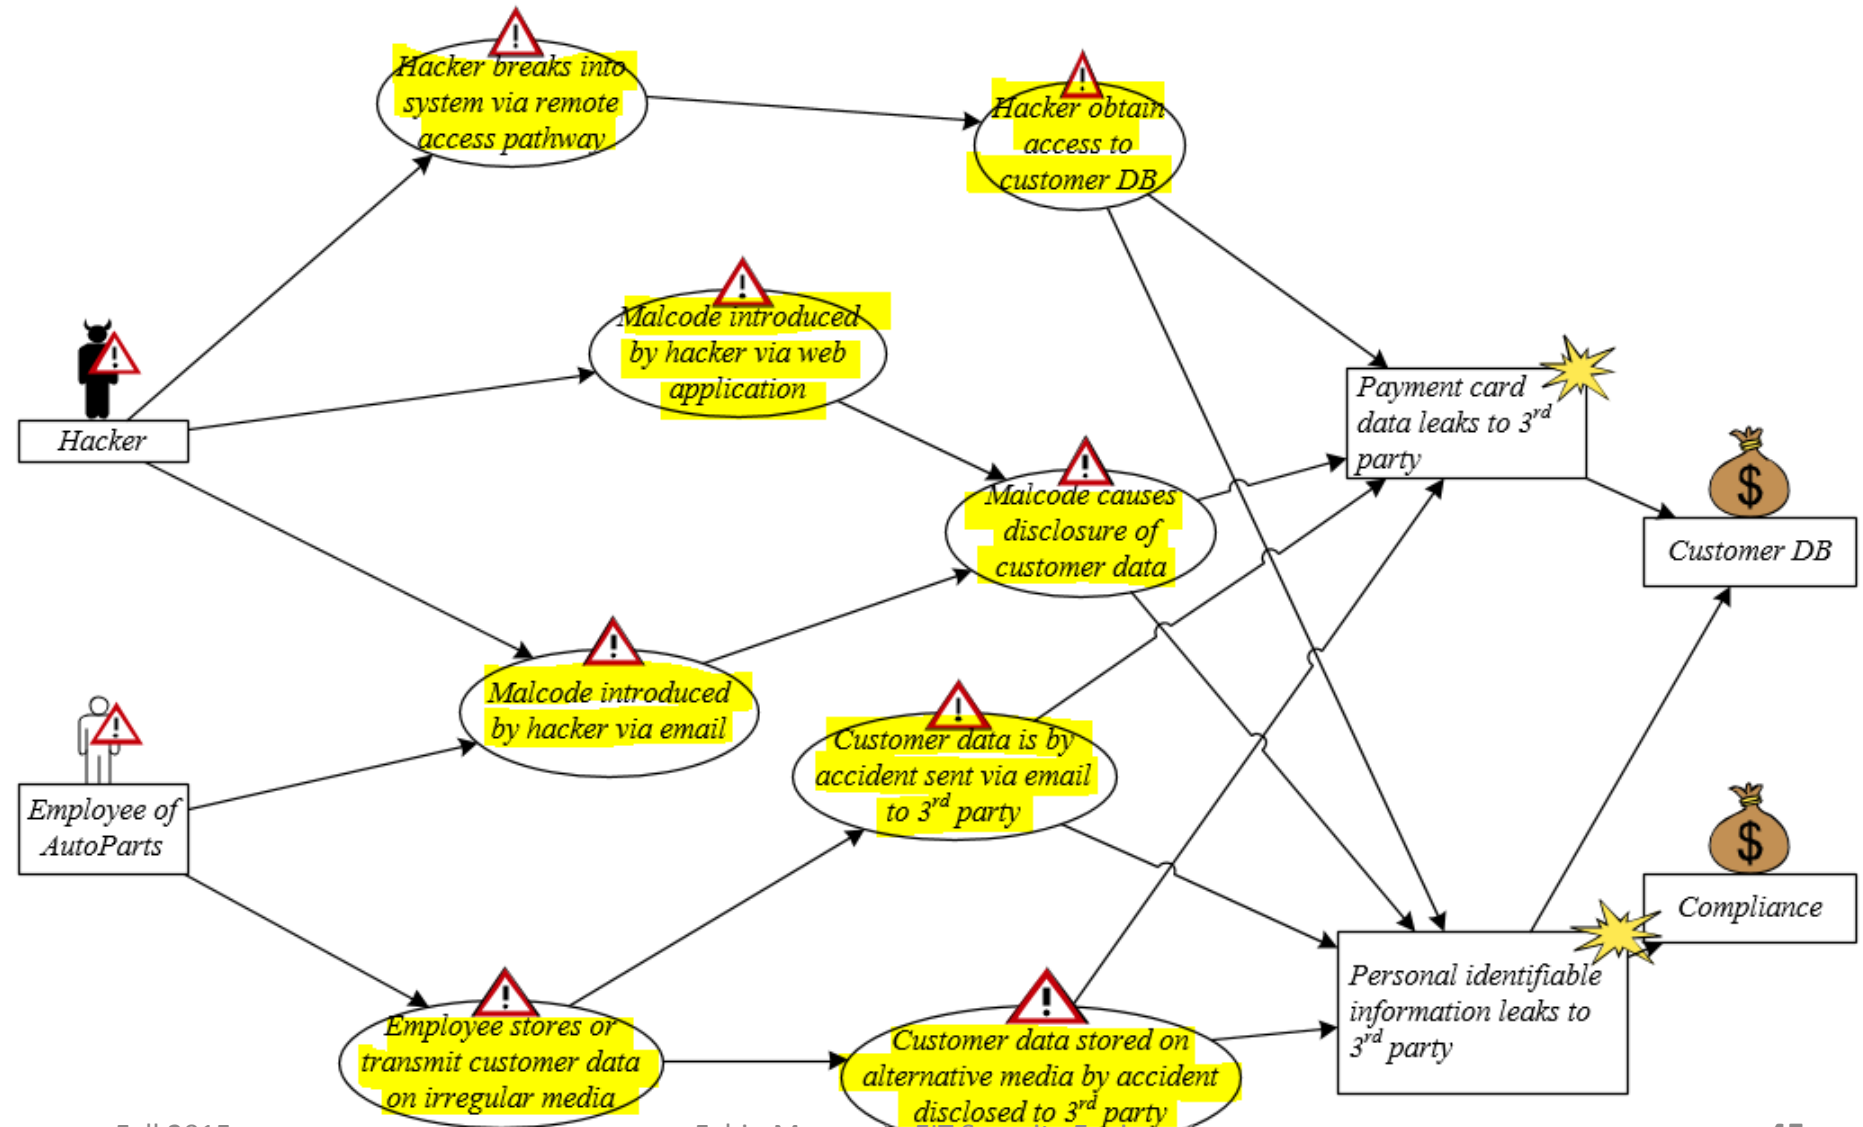 Hacker breaks into
system via remote
access pathway
Hacker obtain
access to
customer DB
Malcode introduced
by hacker via web
application
Hacker
Payment card
data leaks to 3rd
party
$
Customer DB
Malcode causes
disclosure of
customer data
Malcode introduced
by hacker via email
Customer data is by
accident sent via email
to 3rd party
Employee of
AutoParts
$
Compliance
Personal identifiable
information leaks to
3rd party
Employee stores or
transmit customer data
on irregular media
Customer data stored on
alternative media by accident
disclosed to 3rd party